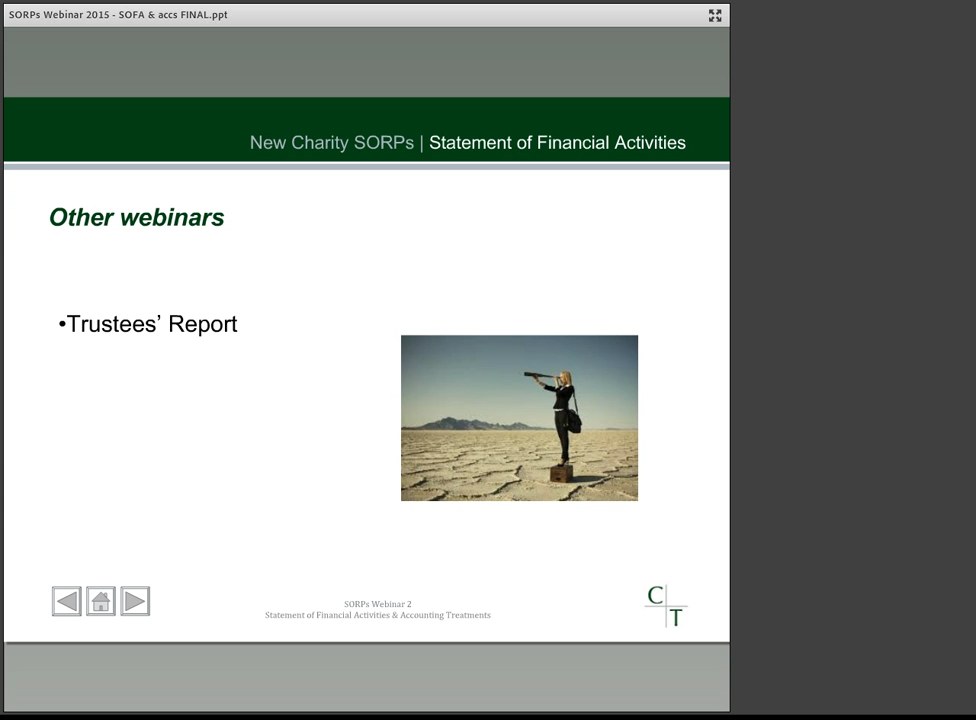 SORPs Webinar 2015 - SOFA & accs FINAL.ppt
New Charity SORPs | Statement of Financial Activities
Other webinars
•Trustees’ Report
SORPs Webinar 2
Statement of Financial Activities & Accounting Treatments
C
T